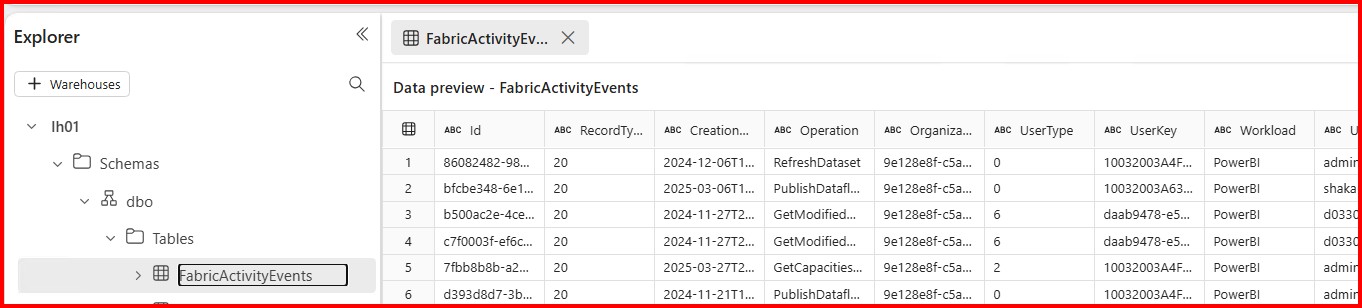 Explorer
Warehouses
lh01
Schemas
dbo
Tables
FabricActivityEvents
FabricActivityEv...
Data preview - FabricActivityEvents
ABC Id ABC RecordTy... ABC Creation... ABC Operation ABC Organiza... ABC UserType ABC UserKey ABC Workload ABC U
1 86082482-98... 20 2024-12-06T1... RefreshDataset 9e128e8f-c5a... 0 10032003A4F... PowerBI admin
2 bfcbe348-6e1... 20 2025-03-06T1... PublishDatafl... 9e128e8f-c5a... 0 10032003A63... PowerBI shaka
3 b500ac2e-4ce... 20 2024-11-27T2... GetModified... 9e128e8f-c5a... 6 daab9478-e5... PowerBI d0330
4 c7f0003f-ef6c... 20 2024-11-27T2... GetModified... 9e128e8f-c5a... 6 daab9478-e5... PowerBI d0330
5 7fbb8b8b-a2... 20 2025-03-27T2... GetCapacities... 9e128e8f-c5a... 2 10032003A4F... PowerBI admin
6 d393d8d7-3b... 20 2024-11-21T1... PublishDatafl... 9e128e8f-c5a... 0 10032003A4F... PowerBI admin